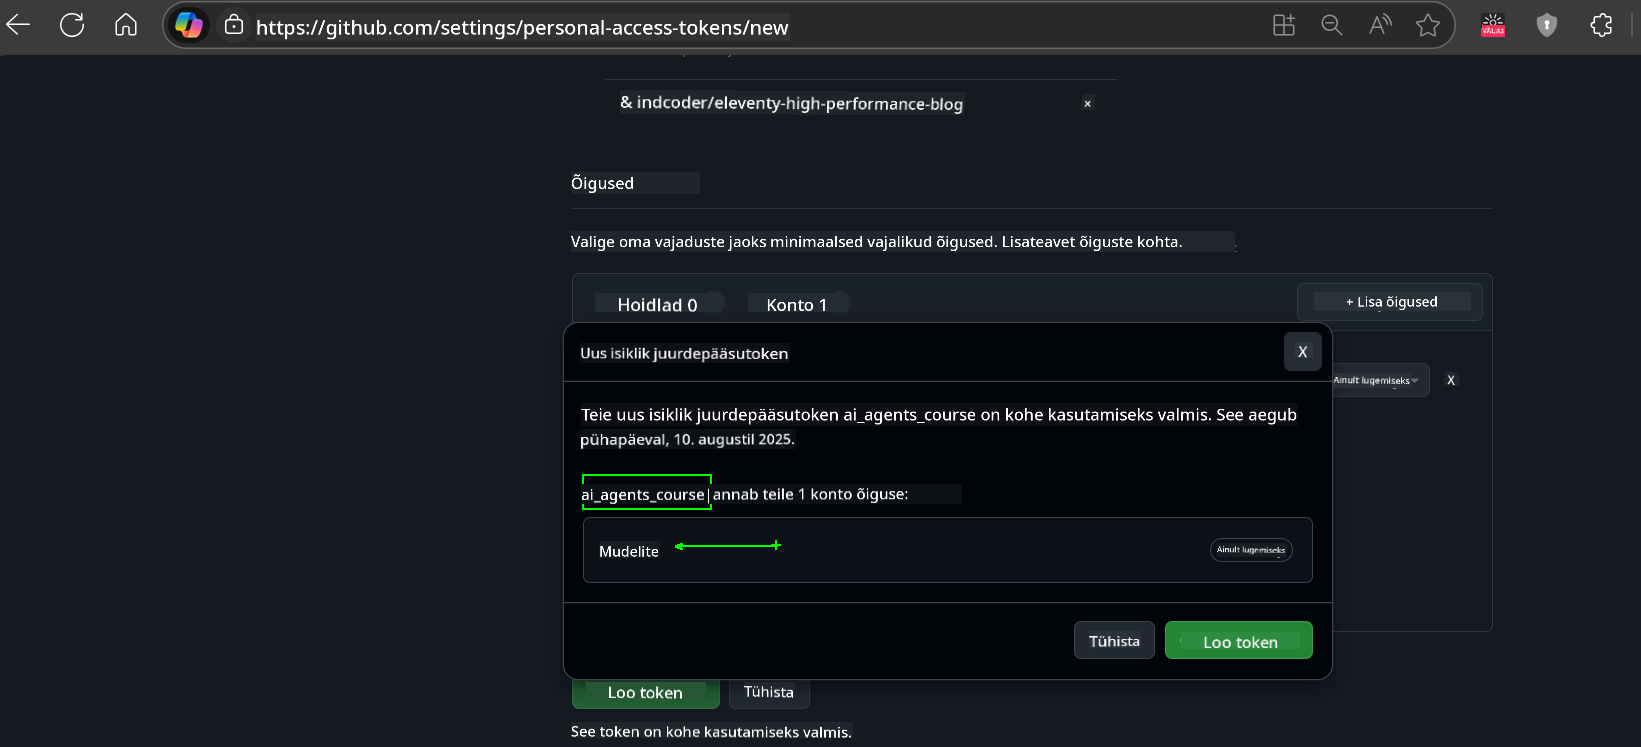 https://github.com/settings/personal-access-tokens/new
VALAS
& indcoder/eleventy-high-performance-blog
x
Õigused
Valige oma vajaduste jaoks minimaalsed vajalikud õigused. Lisateavet õiguste kohta.
Hoidlad 0
Konto 1
+ Lisa õigused
Uus isiklik juurdepääsutoken
X
Ainult lugemiseks
X
Teie uus isiklik juurdepääsutoken ai_agents_course on kohe kasutamiseks valmis. See aegub
pühapäeval, 10. augustil 2025.
ai_agents_course annab teile 1 konto õiguse:
Mudelite
Ainult lugemiseks
Tühista
Loo token
Loo token
Tühista
See token on kohe kasutamiseks valmis.